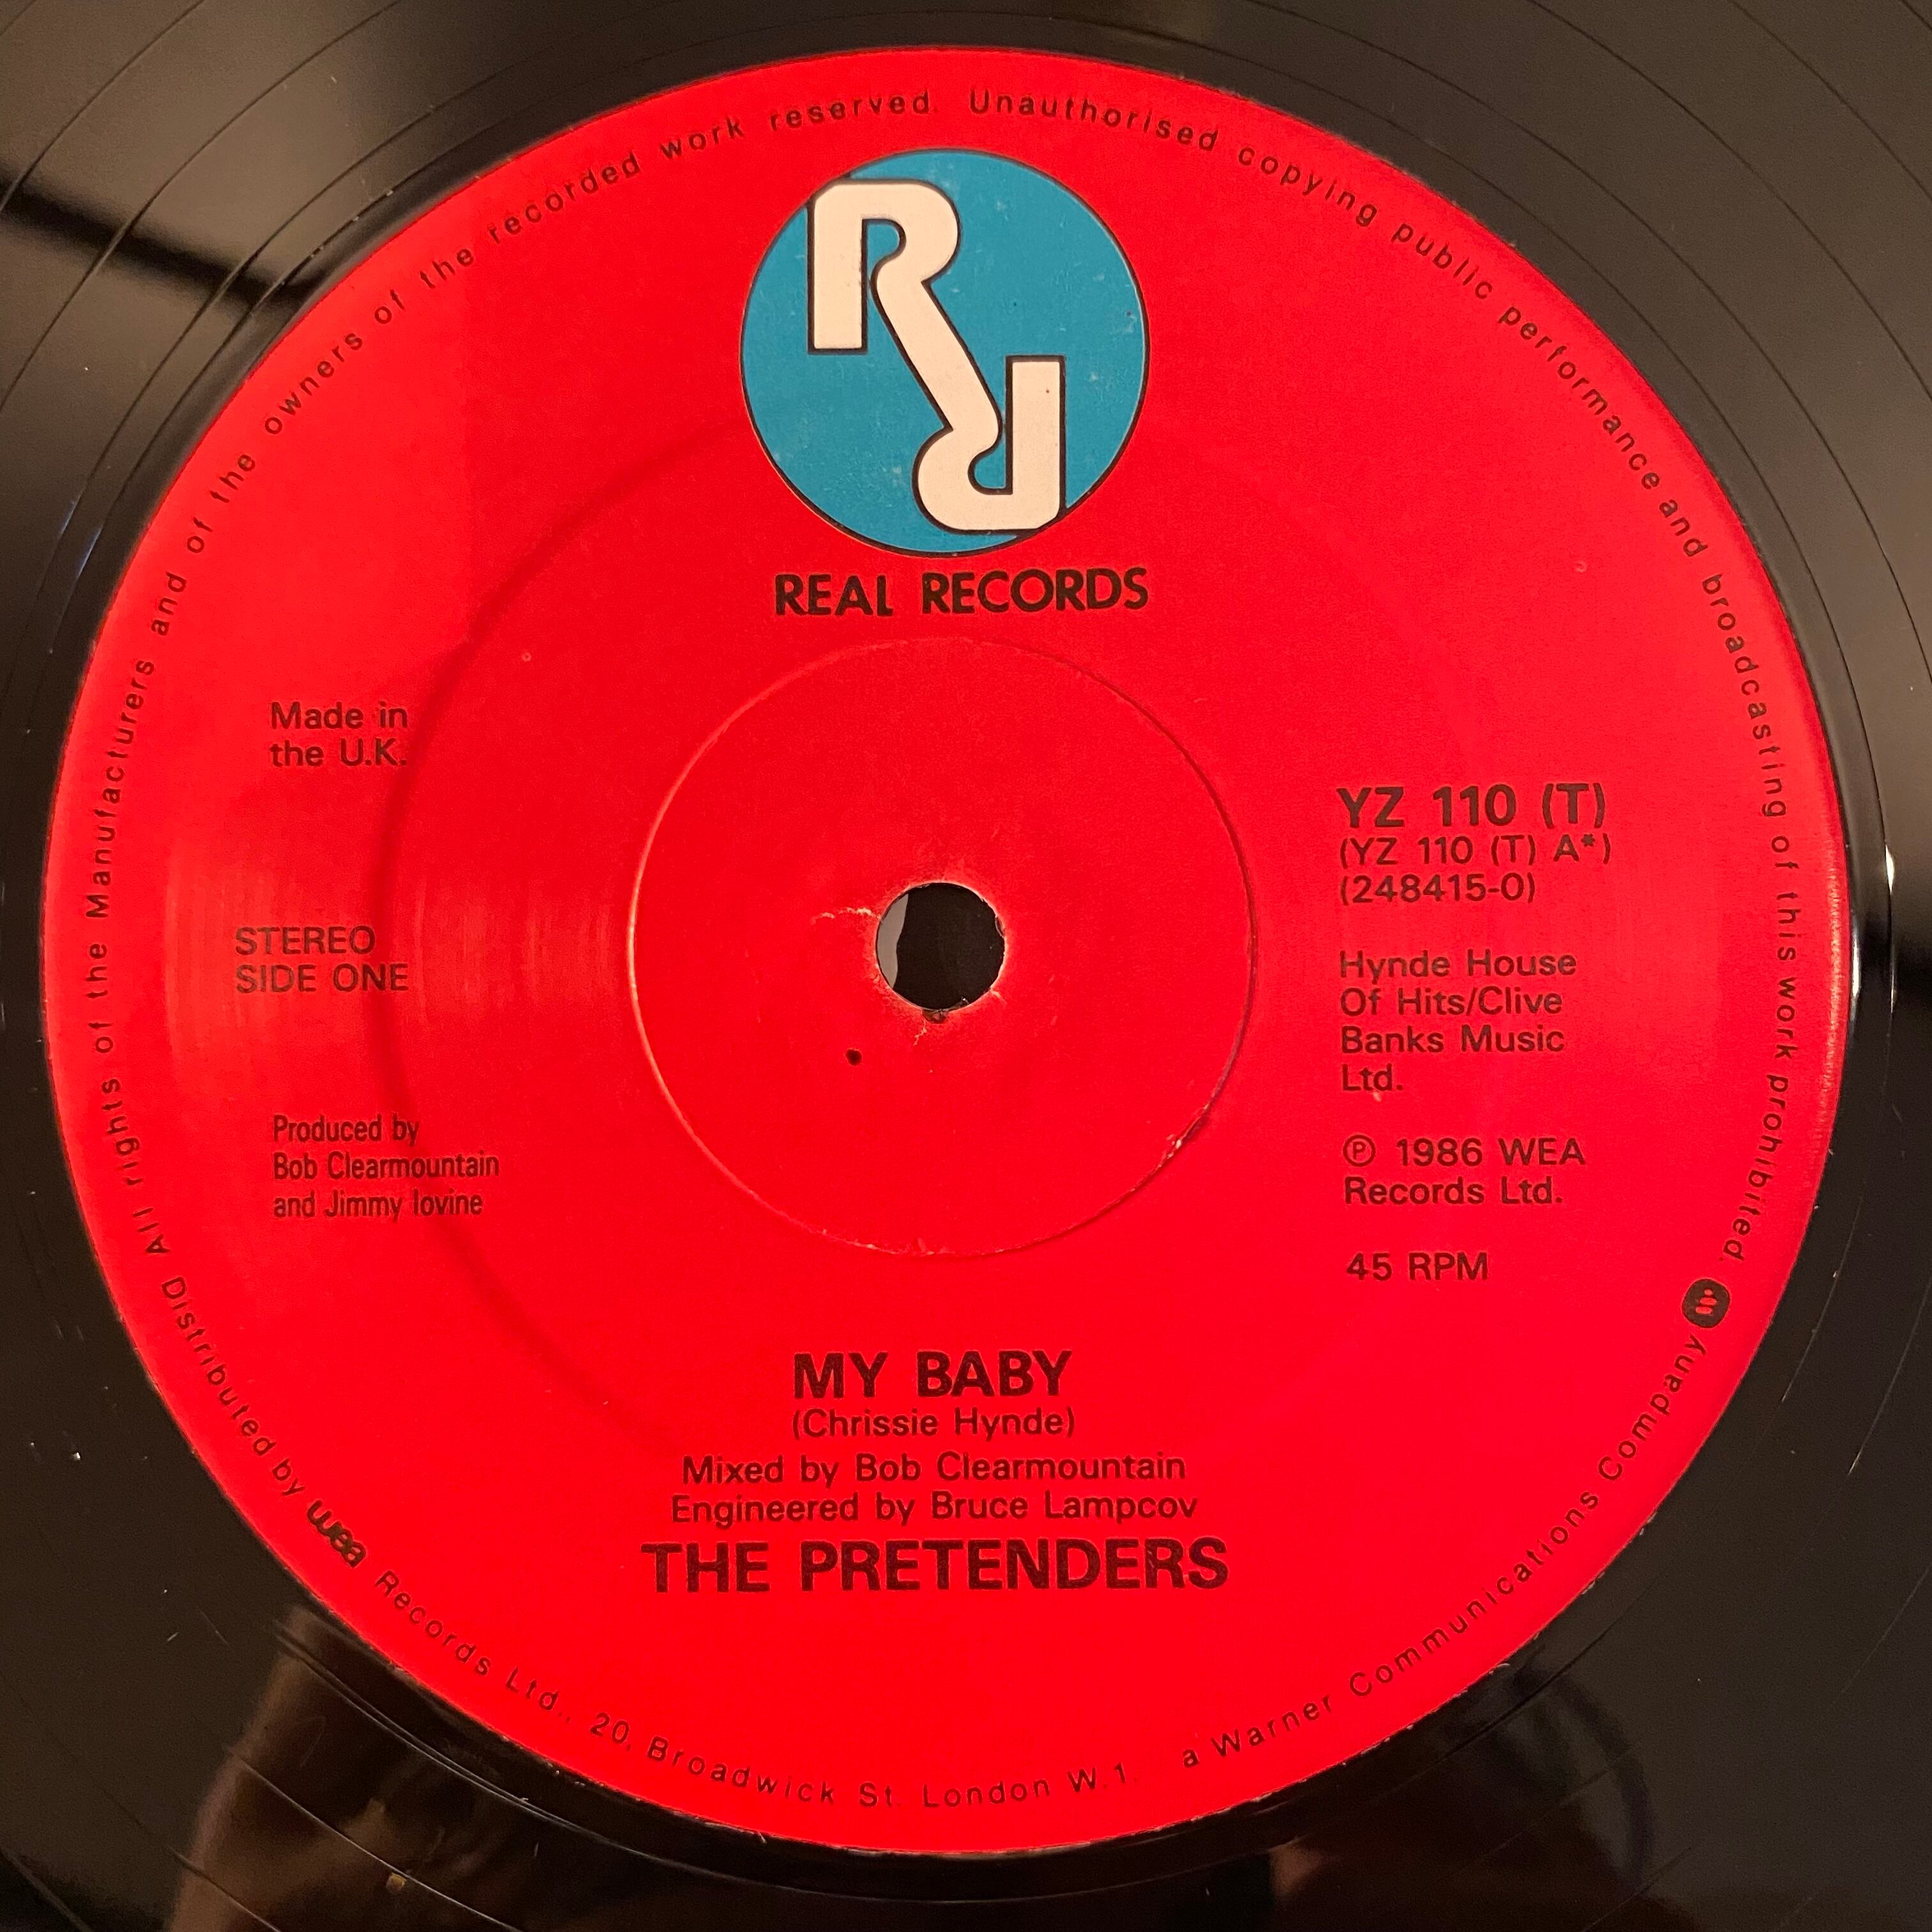 All rights of the Manufacturers and of the owners of the recorded work reserved. Unauthorised copying public performance and broadcasting of this work prohibited.
RR
REAL RECORDS
Made in
the U.K.
YZ 110 (T)
(YZ 110 (T) A*)
(248415-0)
STEREO
SIDE ONE
Hynde House
Of Hits/Clive
Banks Music
Ltd.
Produced by
Bob Clearmountain
and Jimmy Iovine
℗ 1986 WEA
Records Ltd.
45 RPM
MY BABY
(Chrissie Hynde)
Mixed by Bob Clearmountain
Engineered by Bruce Lampcov
THE PRETENDERS
Distributed by wea Records Ltd., 20, Broadwick St. London W.1. a Warner Communications Company